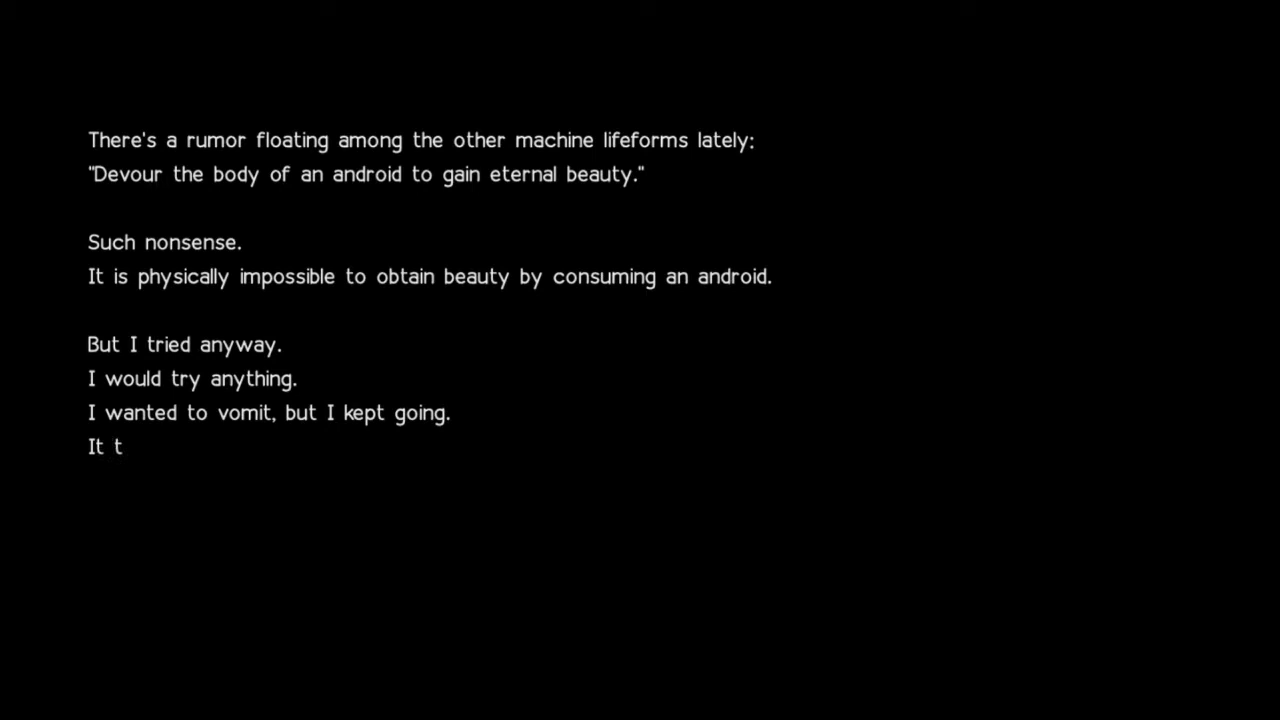 There's a rumor floating among the other machine lifeforms lately:
"Devour the body of an android to gain eternal beauty."
Such nonsense.
It is physically impossible to obtain beauty by consuming an android.
But I tried anyway.
I would try anything.
I wanted to vomit, but I kept going.
It t